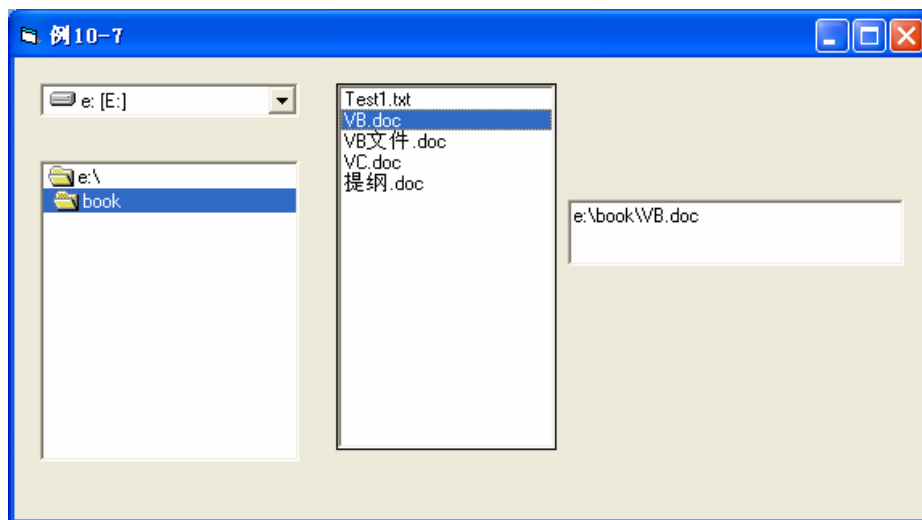 例10-7
e: [E:]
e:\
book
Test1.txt
VB.doc
VB文件.doc
VC.doc
提纲.doc
e:\book\VB.doc